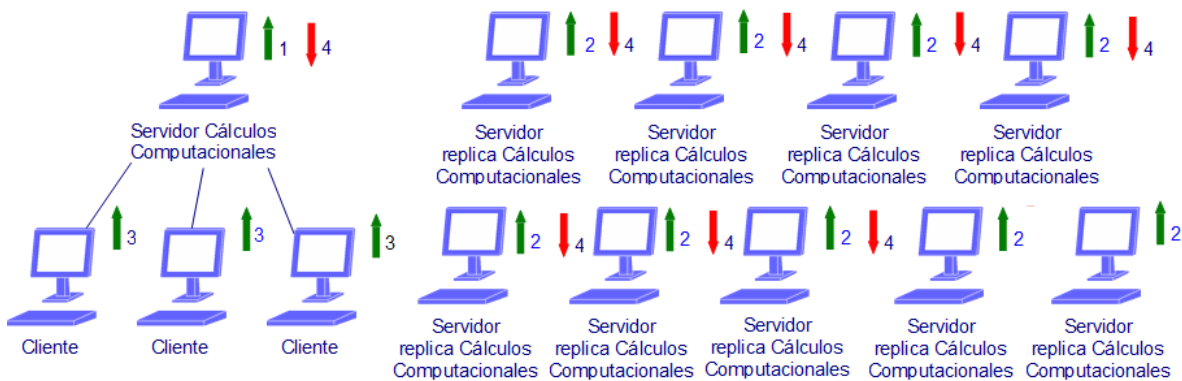 1 4
2 4 2 4 2 4 2 4
Servidor Cálculos
Computacionales
Servidor
replica Cálculos
Computacionales
Servidor
replica Cálculos
Computacionales
Servidor
replica Cálculos
Computacionales
Servidor
replica Cálculos
Computacionales
3 3 3
2 4 2 4 2 4 2 2
Cliente
Cliente
Cliente
Servidor
replica Cálculos
Computacionales
Servidor
replica Cálculos
Computacionales
Servidor
replica Cálculos
Computacionales
Servidor
replica Cálculos
Computacionales
Servidor
replica Cálculos
Computacionales